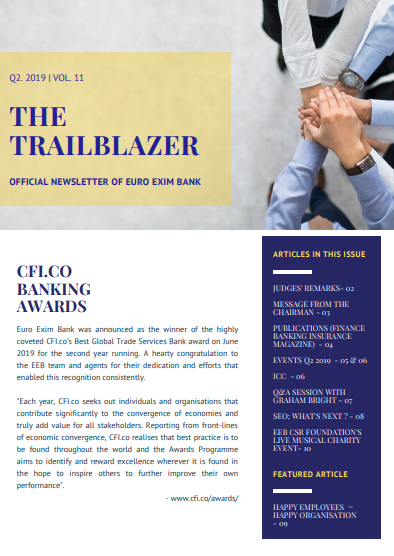 Q2. 2019 | VOL. 11
THE
TRAILBLAZER
OFFICIAL NEWSLETTER OF EURO EXIM BANK
CFI.CO
BANKING
AWARDS
Euro Exim Bank was announced as the winner of the highly
coveted CFI.co's Best Global Trade Services Bank award on June
2019 for the second year running. A hearty congratulation to
the EEB team and agents for their dedication and efforts that
enabled this recognition consistently.
"Each year, CFI.co seeks out individuals and organisations that
contribute significantly to the convergence of economies and
truly add value for all stakeholders. Reporting from front-lines
of economic convergence, CFI.co realises that best practice is to
be found throughout the world and the Awards Programme
aims to identify and reward excellence wherever it is found in
the hope to inspire others to further improve their own
performance".
- www.cfi.co/awards/
ARTICLES IN THIS ISSUE
JUDGES' REMARKS- 02
MESSAGE FROM THE
CHAIRMAN - 03
PUBLICATIONS (FINANCE
BANKING INSURANCE
MAGAZINE) - 04
EVENTS Q2 2019 - 05 & 06
ICC - 06
Q&A SESSION WITH
GRAHAM BRIGHT - 07
SEO; WHAT'S NEXT ? - 08
EEB CSR FOUNDATION'S
LIVE MUSICAL CHARITY
EVENT- 10
FEATURED ARTICLE
HAPPY EMPLOYEES =
HAPPY ORGANISATION
- 09